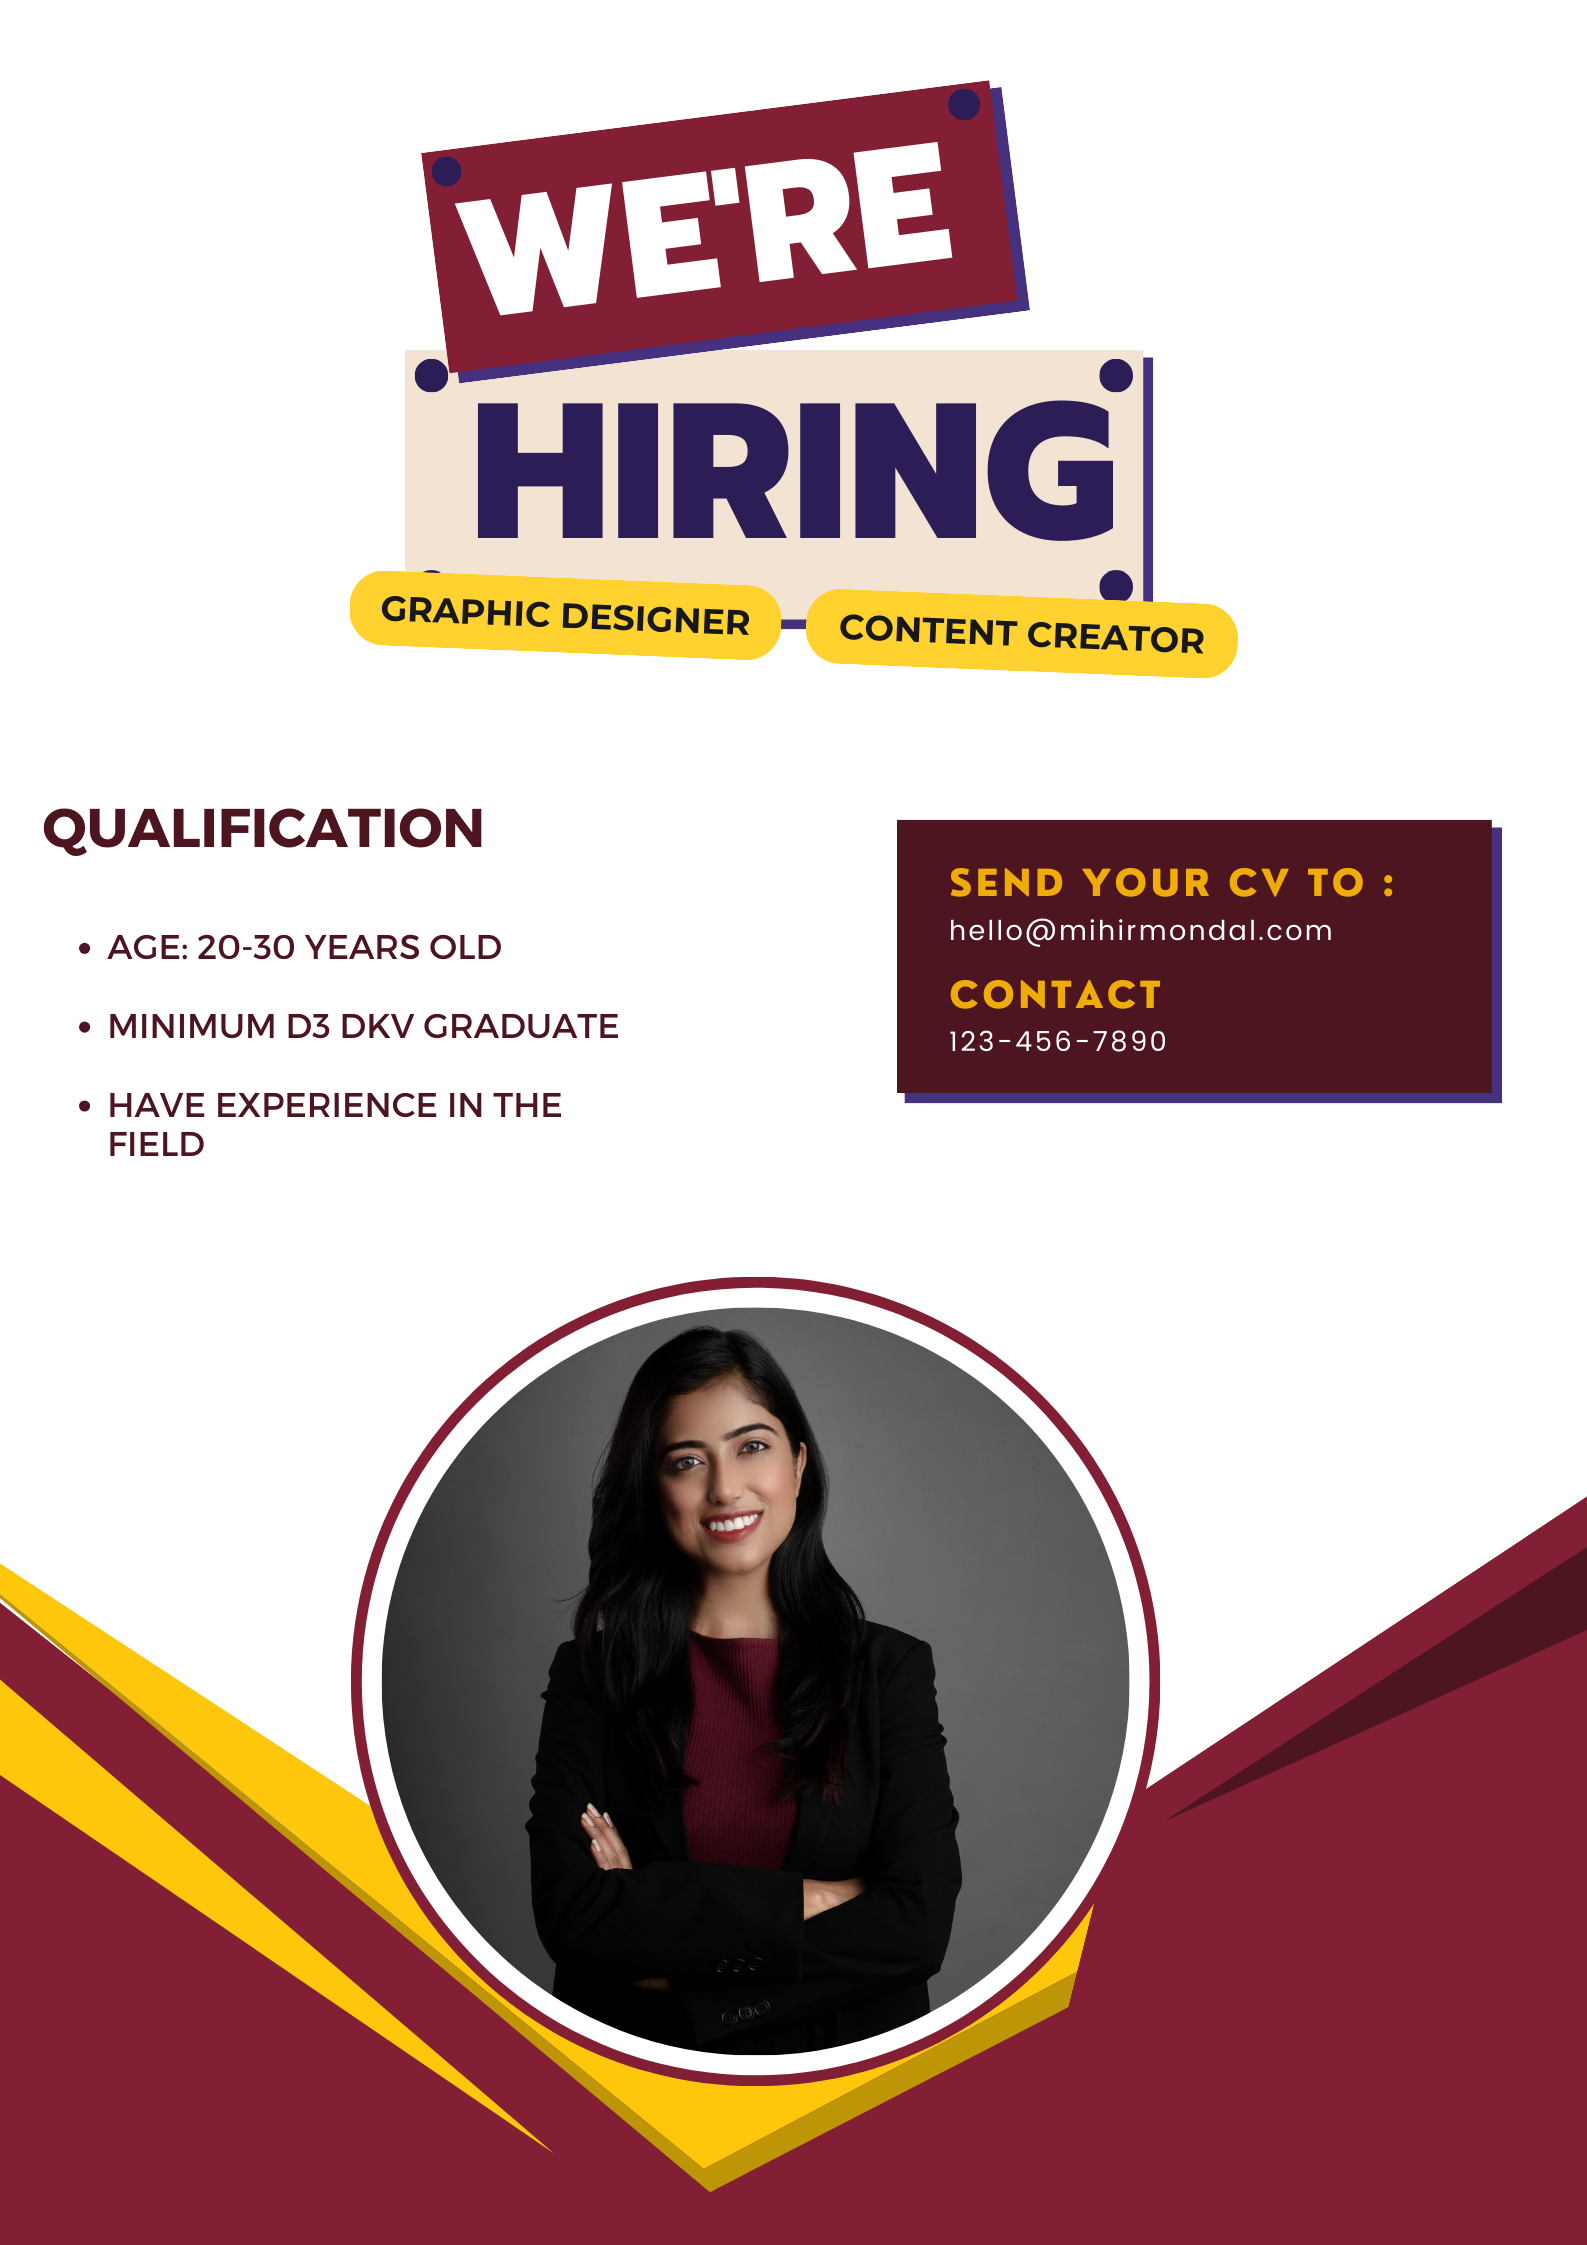 WE'RE
HIRING
GRAPHIC DESIGNER
CONTENT CREATOR
QUALIFICATION
• AGE: 20-30 YEARS OLD
• MINIMUM D3 DKV GRADUATE
• HAVE EXPERIENCE IN THE
FIELD
SEND YOUR CV TO :
hello@mihirmondal.com
CONTACT
123-456-7890